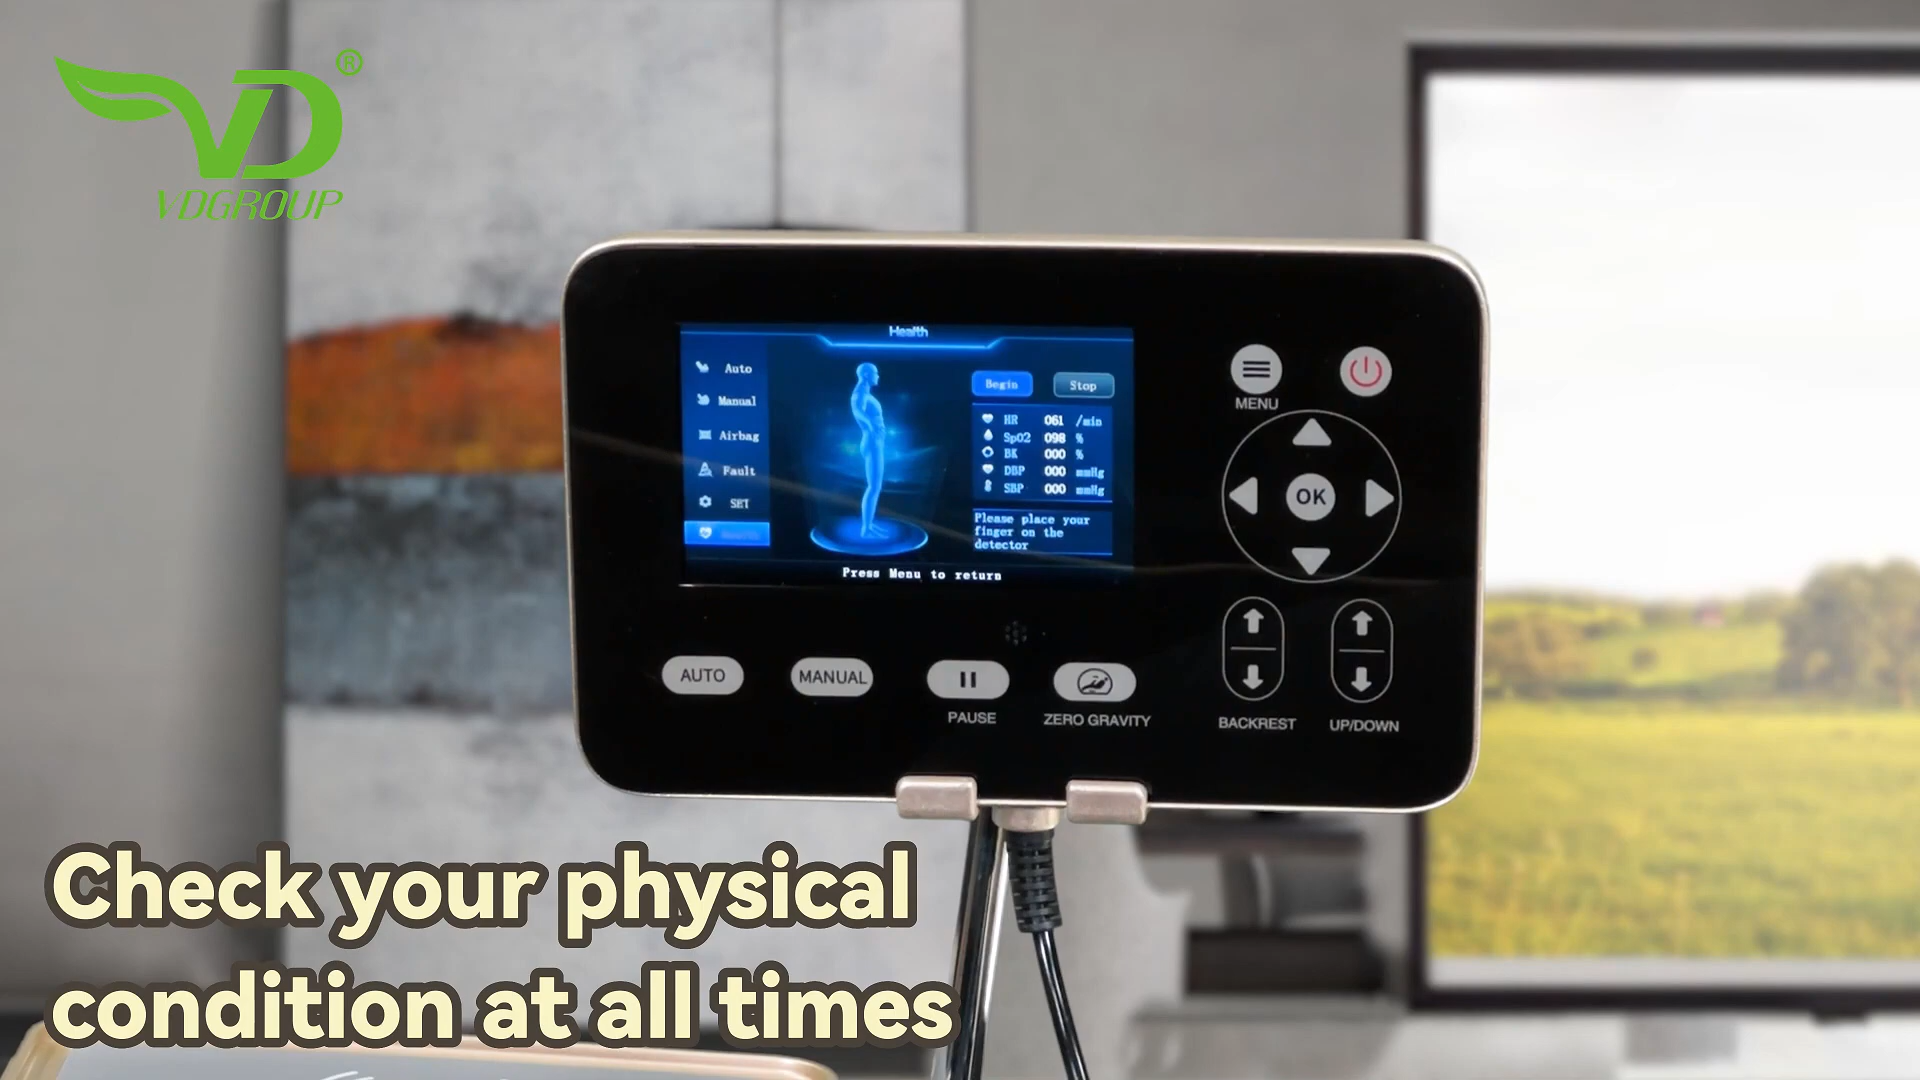 VD®
VDGROUP
Health
Auto
Manual
Airbag
Fault
SET
Begin
Stop
HR 061 /min
SpO2 098 %
BK 000 %
DBP 000 mmHg
SBP 000 mmHg
Please place your
finger on the
detector
Press Menu to return
MENU
OK
AUTO
MANUAL
PAUSE
ZERO GRAVITY
BACKREST
UP/DOWN
Check your physical
condition at all times